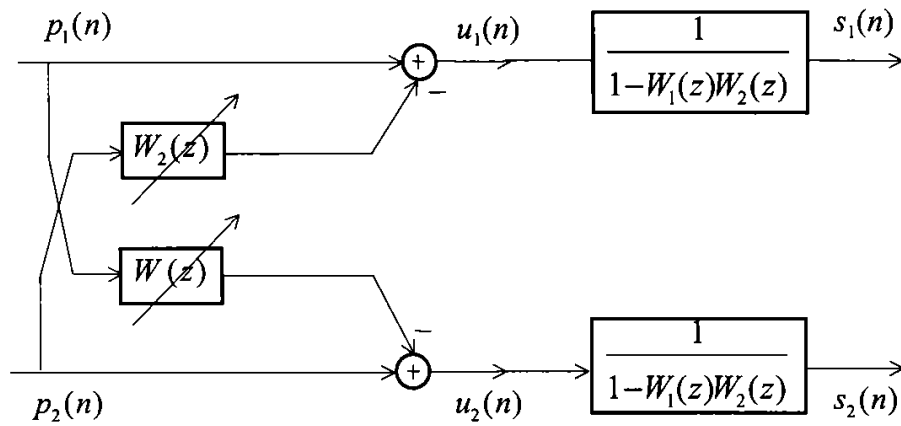 p₁(n)
u₁(n)
s₁(n)
+
−
1
1−W₁(z)W₂(z)
W₂(z)
W(z)
−
+
1
1−W₁(z)W₂(z)
p₂(n)
u₂(n)
s₂(n)